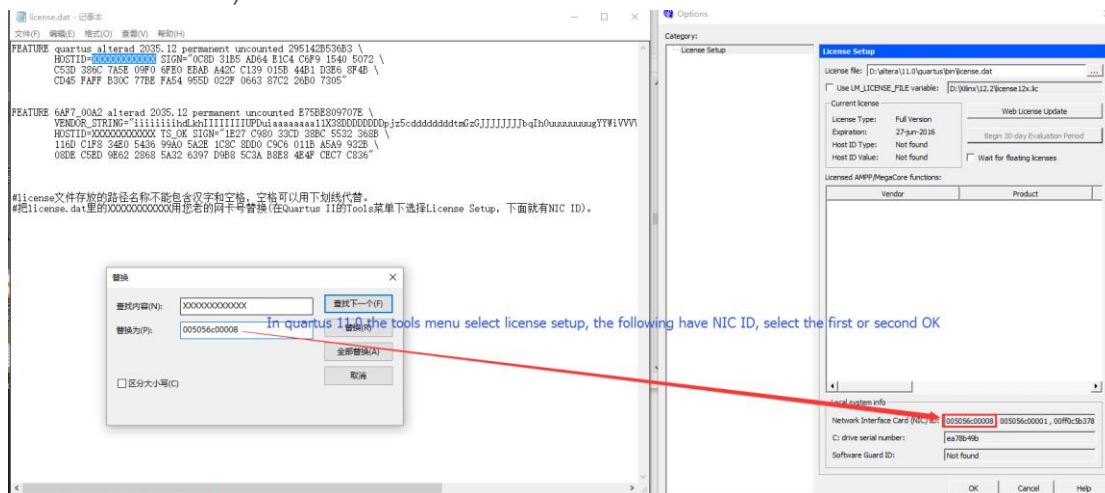 license.dat - 记事本
文件(F) 编辑(E) 格式(O) 查看(V) 帮助(H)
FEATURE quartus alterad 2035.12 permanent uncounted 295142B536B3 \
HOSTID=XXXXXXXXXXXX SIGN="0C8D 31B5 AD64 E1C4 C6F9 1540 5072 \
C53D 386C 7A5E 09F0 6FE0 EBAB A42C C139 015B 44B1 D3E6 8F4B \
CD45 FAFF B30C 77BE FA54 955D 022F 0663 87C2 26B0 7305"
FEATURE 6AF7_00A2 alterad 2035.12 permanent uncounted E75BE809707E \
HOSTID=XXXXXXXXXXXX TS_OK SIGN="1E27 C980 33CD 38BC 5532 368B \
116D C1F8 34E0 5436 99A0 5A2E 1C8C 8DD0 C9C6 011B A5A9 932B \
08DE C5ED 9E62 2868 5A32 6397 D9B8 5C3A B8E8 4E4F CEC7 C836"
#license文件存放的路径名称不能包含汉字和空格，空格可以用下划线代替。
#把license.dat里的XXXXXXXXXXXX用您老的网卡号替换(在Quartus II的Tools菜单下选择License Setup，下面就有NIC ID)。
替换
查找内容(N): XXXXXXXXXXXX 查找下一个(F)
替换为(P): 005056c00008 替换(R)
全部替换(A)
取消
区分大小写(C)
In quartus 11.0 the tools menu select license setup, the following have NIC ID, select the first or second OK
Options
Category:
License Setup
License Setup
License file: D:\altera\11.0\quartus\bin\license.dat ...
Use LM_LICENSE_FILE variable: D:\Xilinx\12.2\license12x.lic
Current license
Web License Update
License Type: Full Version
Expiration: 27-jun-2016
Begin 30-day Evaluation Period
Host ID Type: Not found
Host ID Value: Not found
Wait for floating licenses
Licensed AMPP/MegaCore functions:
Vendor Product
Local system info
Network Interface Card (NIC) ID: 005056c00008 005056c00001 , 00ff0c5b378
C: drive serial number: ea78b49b
Software Guard ID: Not found
OK Cancel Help